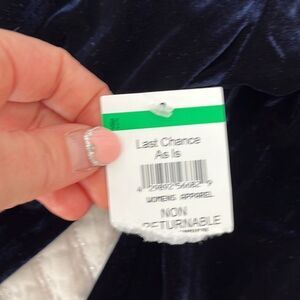 Last Chance
As Is
4 29892 56682 9
WOMENS APPAREL
NON
RETURNABLE